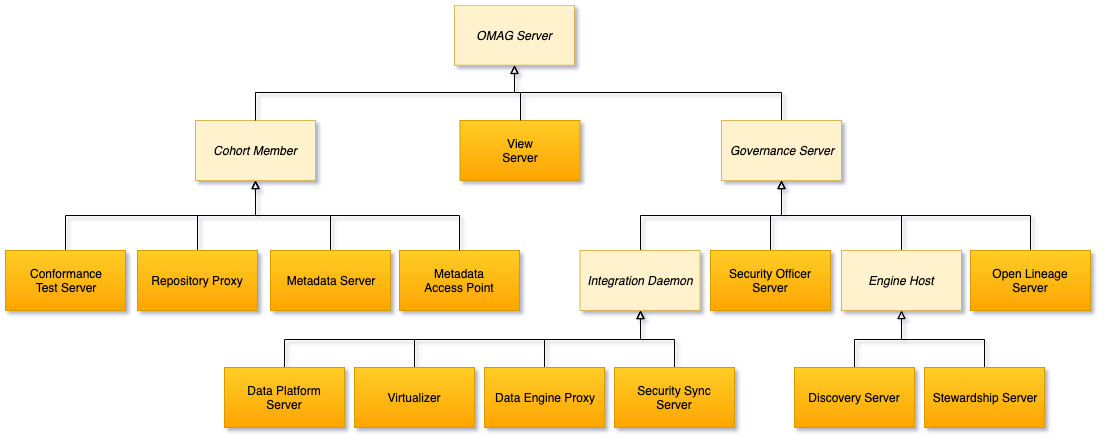 OMAG Server
Cohort Member
View
Server
Governance Server
Conformance
Test Server
Repository Proxy
Metadata Server
Metadata
Access Point
Integration Daemon
Security Officer
Server
Engine Host
Open Lineage
Server
Data Platform
Server
Virtualizer
Data Engine Proxy
Security Sync
Server
Discovery Server
Stewardship Server